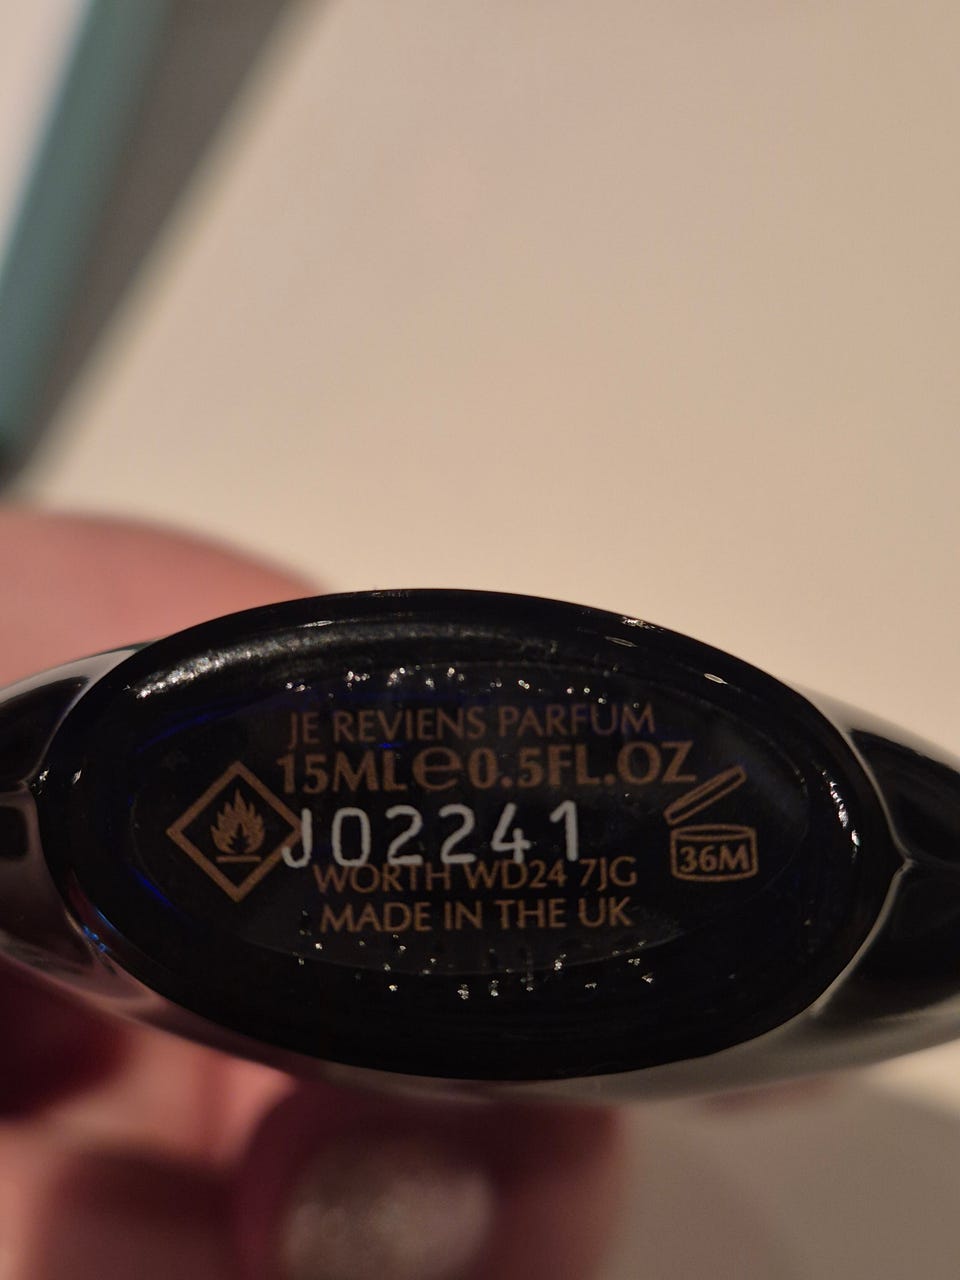 JE REVIENS PARFUM
15ML e 0.5FL.OZ
J02241
36M
WORTH WD24 7JG
MADE IN THE UK